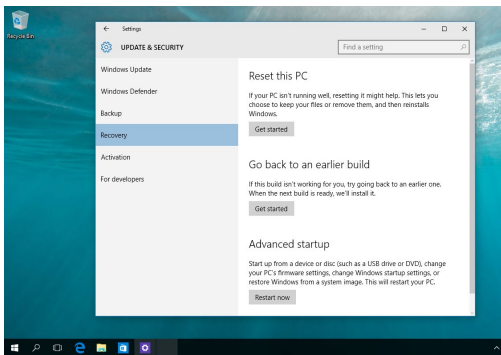 Recycle Bin
Settings
UPDATE & SECURITY
Find a setting
Windows Update
Windows Defender
Backup
Recovery
Activation
For developers
Reset this PC
If your PC isn't running well, resetting it might help. This lets you
choose to keep your files or remove them, and then reinstalls
Windows.
Get started
Go back to an earlier build
If this build isn't working for you, try going back to an earlier one.
When the next build is ready, we'll install it.
Get started
Advanced startup
Start up from a device or disc (such as a USB drive or DVD), change
your PC's firmware settings, change Windows startup settings, or
restore Windows from a system image. This will restart your PC.
Restart now